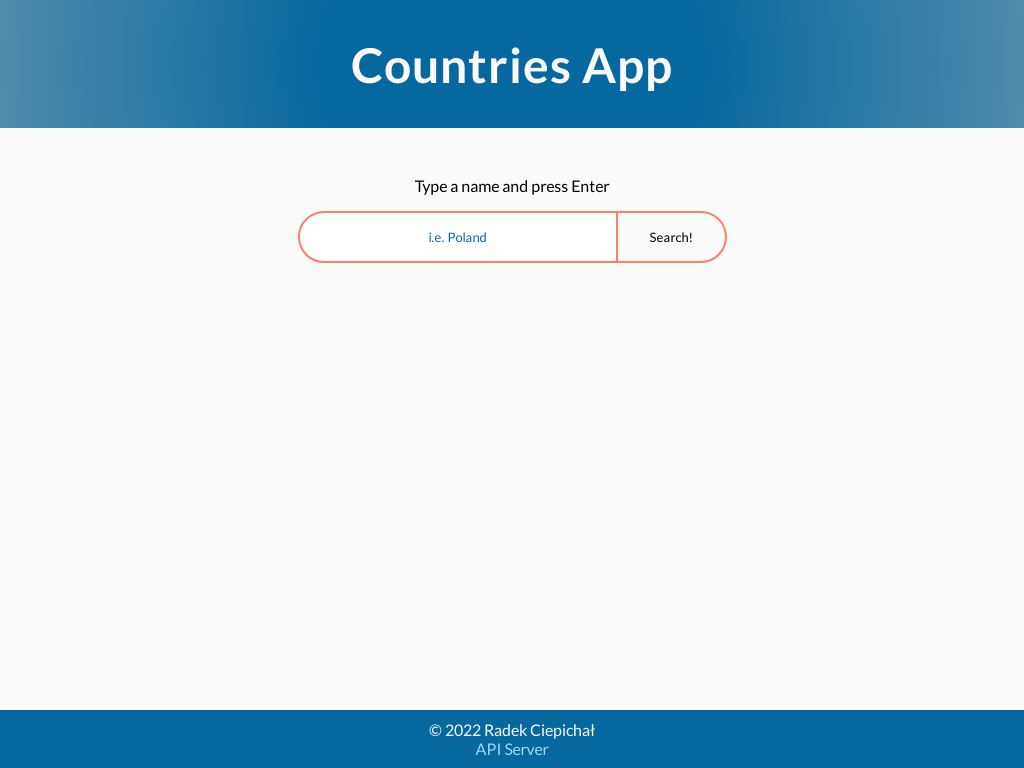 Countries App
Type a name and press Enter
i.e. Poland
Search!
© 2022 Radek Ciepichał
API Server